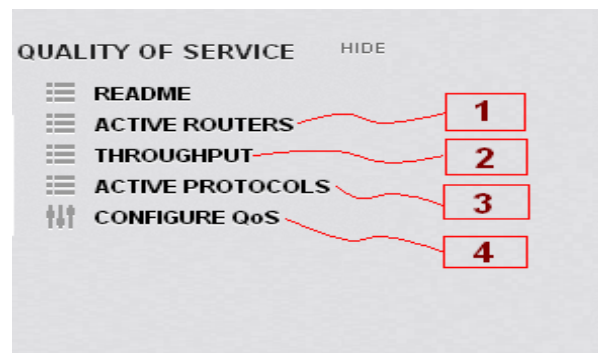 QUALITY OF SERVICE HIDE
README
ACTIVE ROUTERS 1
THROUGHPUT 2
ACTIVE PROTOCOLS 3
CONFIGURE QoS 4